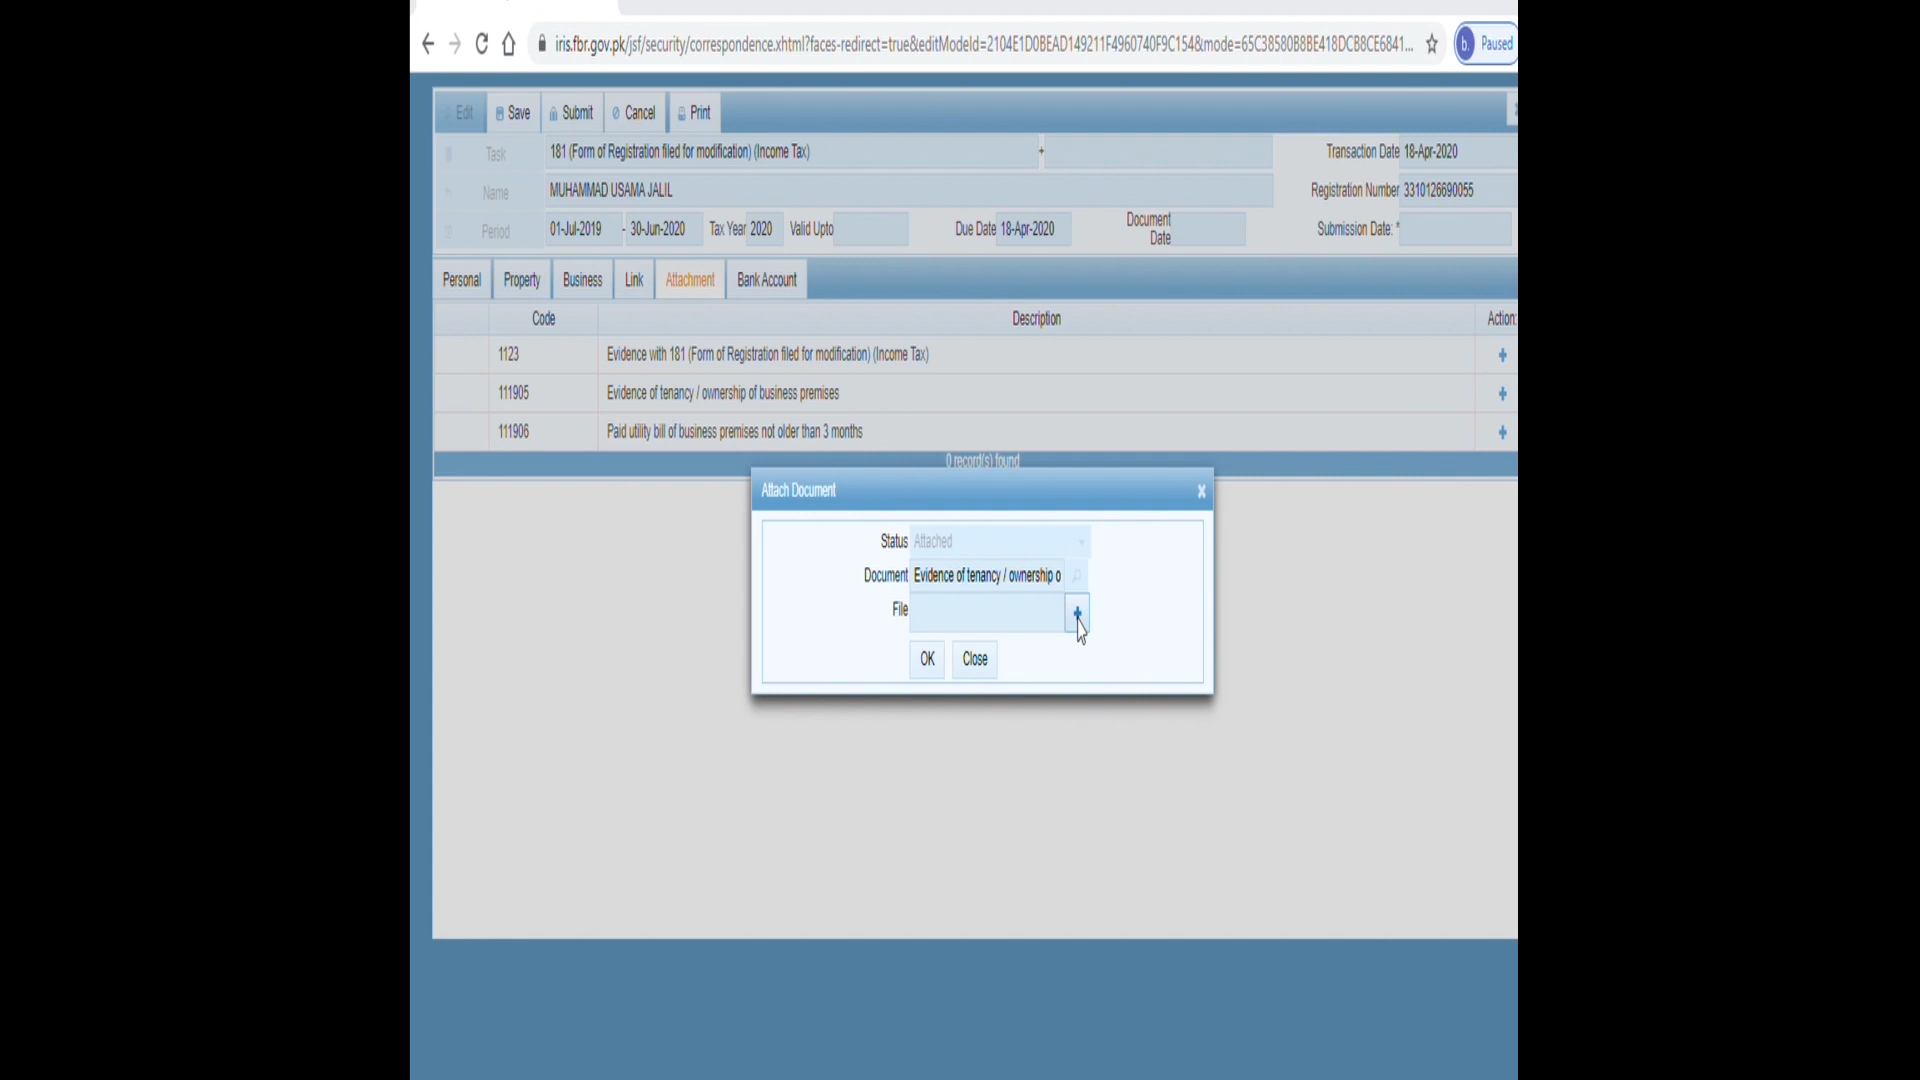 iris.fbr.gov.pk/jsf/security/correspondence.xhtml?faces-redirect=true&editModeId=2104E1D0BEAD149211F4960740F9C154&mode=65C38580B8BE418DCB8CE6841... b. Paused
Edit Save Submit Cancel Print
Task 181 (Form of Registration filed for modification) (Income Tax) + Transaction Date 18-Apr-2020
Name MUHAMMAD USAMA JALIL Registration Number 3310126690055
Period 01-Jul-2019 - 30-Jun-2020 Tax Year 2020 Valid Upto Due Date 18-Apr-2020 Document Date Submission Date: *
Personal Property Business Link Attachment Bank Account
Code Description Action:
1123 Evidence with 181 (Form of Registration filed for modification) (Income Tax) +
111905 Evidence of tenancy / ownership of business premises +
111906 Paid utility bill of business premises not older than 3 months +
0 record(s) found
Attach Document x
Status Attached
Document Evidence of tenancy / ownership o
File +
OK Close